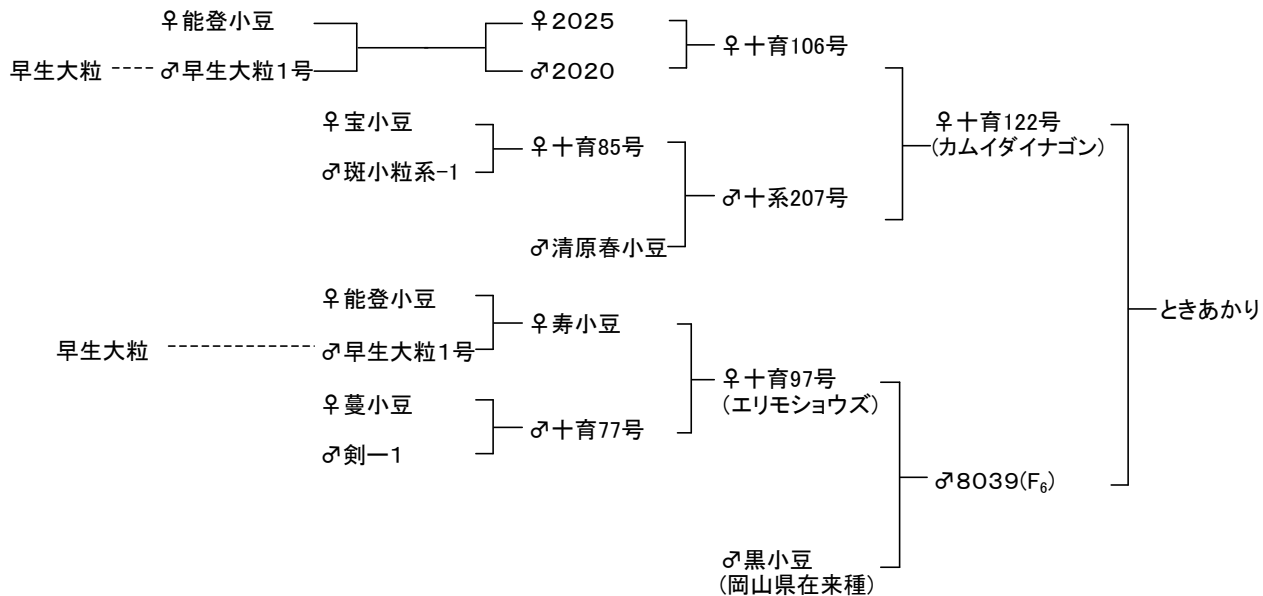 ♀能登小豆
♀2025
♀十育106号
早生大粒
♂早生大粒1号
♂2020
♀宝小豆
♀十育122号
(カムイダイナゴン)
♀十育85号
♂斑小粒系-1
♂十系207号
♂清原春小豆
♀能登小豆
ときあかり
♀寿小豆
早生大粒
♂早生大粒1号
♀十育97号
(エリモショウズ)
♀蔓小豆
♂十育77号
♂剣-1
♂8039(F₆)
♂黒小豆
(岡山県在来種)